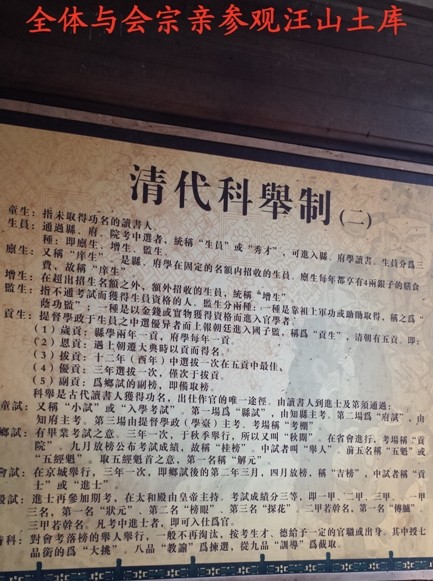 全体与会宗亲参观汪山土库
清代科舉制(二)
童生：指未取得功名的讀書人。
生員：通過縣、府、院考中選者，統稱“生員”或“秀才”，可進入縣、府學讀書。生員分爲三
種：即廪生、增生、監生。
廪生：又稱“庠生”，是縣、府學在固定的名額内招收的生員。廪生每年都享有4兩銀子的膳食
費，故稱“庠生”
增生：在超出招生名額之外，額外招收的生員，統稱“增生”
監生：指不通考試而獲得生員資格的人。監生分兩種：一種是靠祖上軍功或勋勛取得，稱之爲“
蔭功監”，一種是以金錢或實物獲得資格而進入官學者。
貢生：提督學政于生員之中選優异者而上報朝廷進入國子監，稱爲“貢生”，清朝有五貢。即：
（1）歲貢：縣學兩年一貢，府學每年一貢。
（2）恩貢：遇上朝遷大典時以貢而得名。
（3）拔貢：十二年（酉年）中選拔一次在五貢中最佳。
（4）優貢：三年選拔一次，僅次于拔貢。
（5）副貢：爲鄉試的副榜，即備取榜。
科舉是古代讀書人獲得功名，出仕作官的唯一途徑。由讀書人到進士及第須通過：
童試：又稱“小試”或“入學考試”。第一場爲“縣試”，由知縣主考。第二場爲“府試”，由
知府主考。第三場由提督學政（學臺）主考。考場稱“考棚”
鄉試：有畢業考試之意。三年一次，于秋季舉行，所以又叫“秋闈”。在省會進行，考場稱“貢
院”。九月放榜公布考試成績，故稱“桂榜”，中試者叫“舉人”，前五名稱“五魁”或
“五經魁”，取五經魁首之意，第一名稱“解元”
會試：在京城舉行，三年一次，即鄉試後的第二年三月，四月放榜，稱“杏榜”，中試者稱“貢
士”或“進士”
殿試：進士再參加朋考，在太和殿由皇帝主持。考試成績分三等，即一甲、二甲、三甲。一甲
三名，第一名“狀元”、第二名“榜眼”、第三名“探花”，二甲若幹名，第一名“傳臚”
三甲若幹名。凡考中進士者，即可入仕爲官。
特科：對會考落榜的舉人舉行，一般不再淘汰，按考生才、德給予一定的官職或出身。其中授七
品銜的爲“大挑”，八品“教諭”爲揀選，從九品“訓導”爲截取。